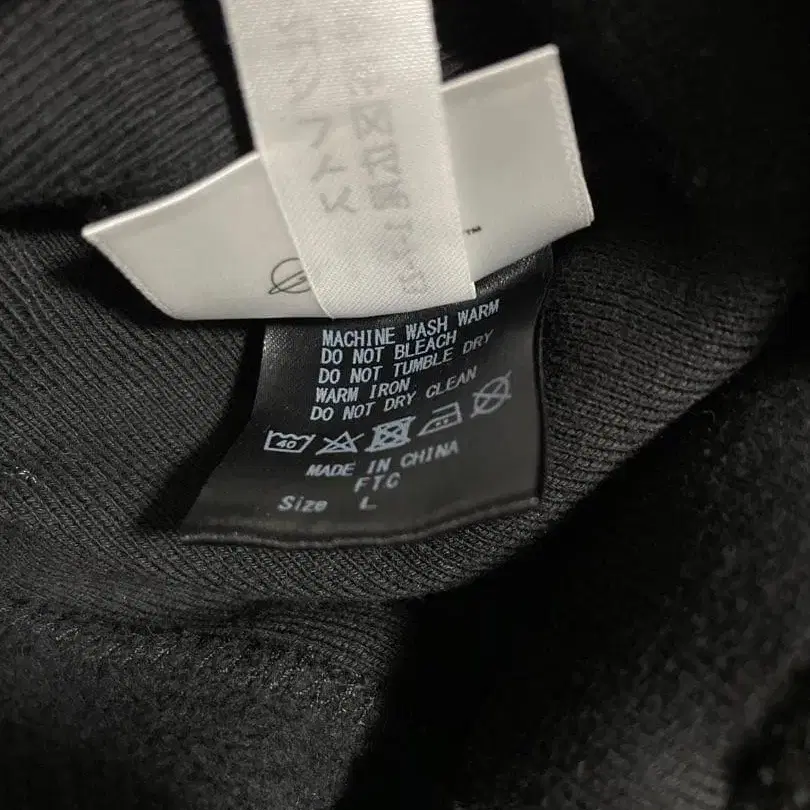 ™
MACHINE WASH WARM
DO NOT BLEACH
DO NOT TUMBLE DRY
WARM IRON
DO NOT DRY CLEAN
40
MADE IN CHINA
FTC
Size L